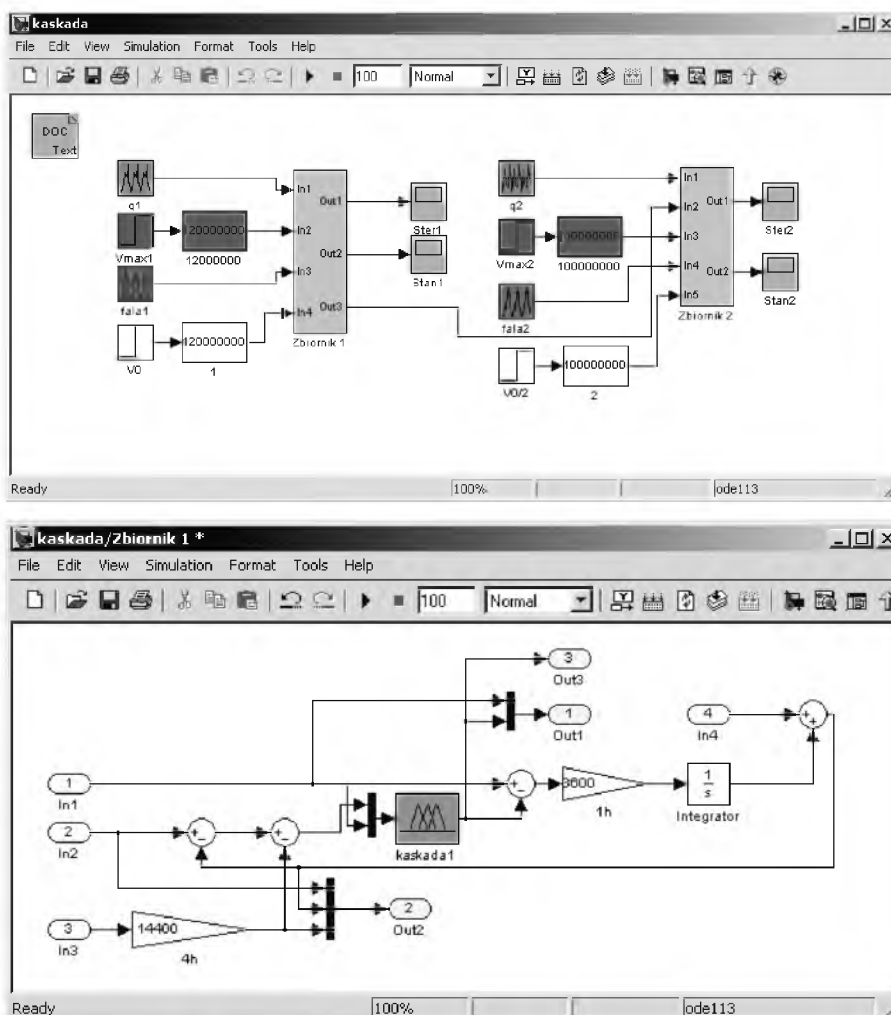 kaskada
File Edit View Simulation Format Tools Help
100 Normal
DOC
Text
q1
Vmax1
120000000
12000000
fala1
V0
120000000
1
In1
In2
In3
In4
Out1
Out2
Out3
Zbiornik 1
Ster1
Stan1
q2
Vmax2
100000000
fala2
V0/2
100000000
2
In1
In2
In3
In4
In5
Out1
Out2
Zbiornik 2
Ster2
Stan2
Ready 100% ode113
kaskada/Zbiornik 1 *
File Edit View Simulation Format Tools Help
100 Normal
3
Out3
1
Out1
4
In4
1
In1
2
In2
kaskada1
3600
1h
1
s
Integrator
3
In3
14400
4h
2
Out2
Ready 100% ode113